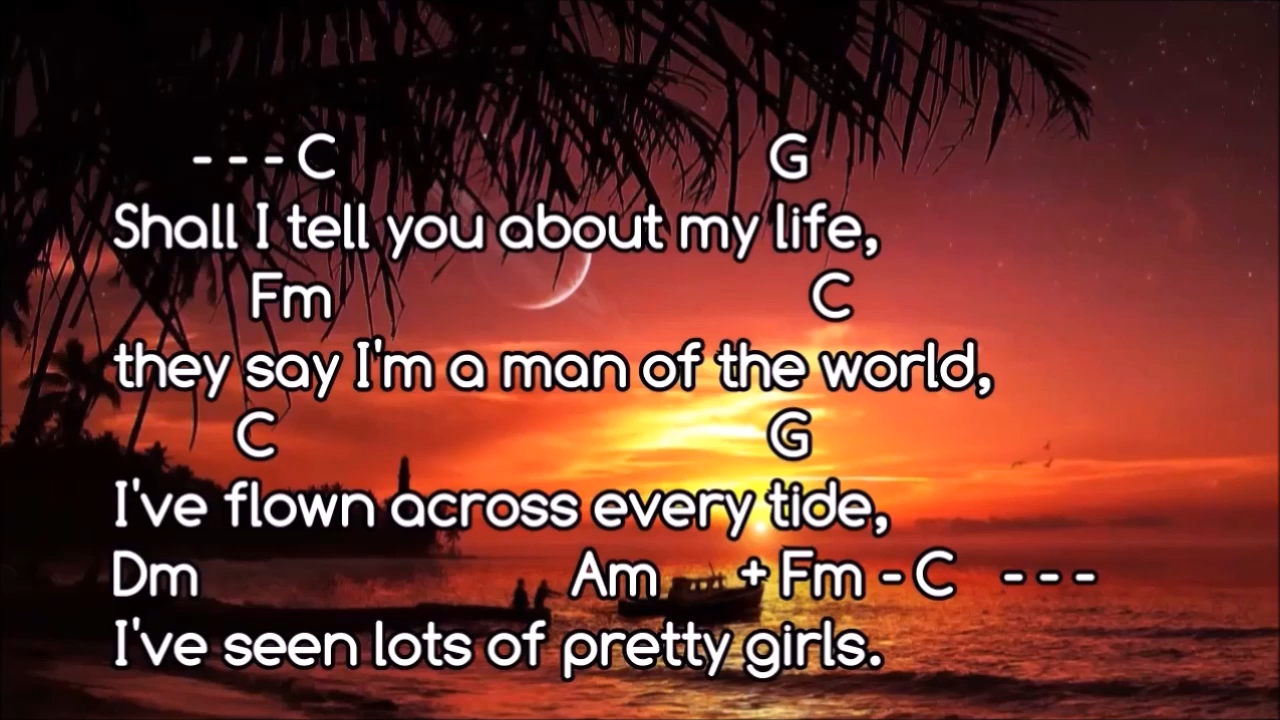 - - - C G
Shall I tell you about my life,
Fm C
they say I'm a man of the world,
C G
I've flown across every tide,
Dm Am + Fm - C - - -
I've seen lots of pretty girls.